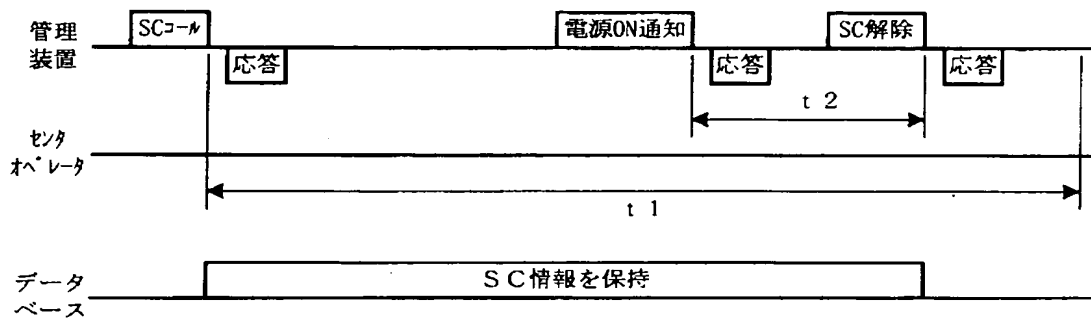 管理
装置
SCコール
電源ON通知
SC解除
応答
応答
応答
t 2
センタ
オペレータ
t 1
データ
ベース
SC情報を保持